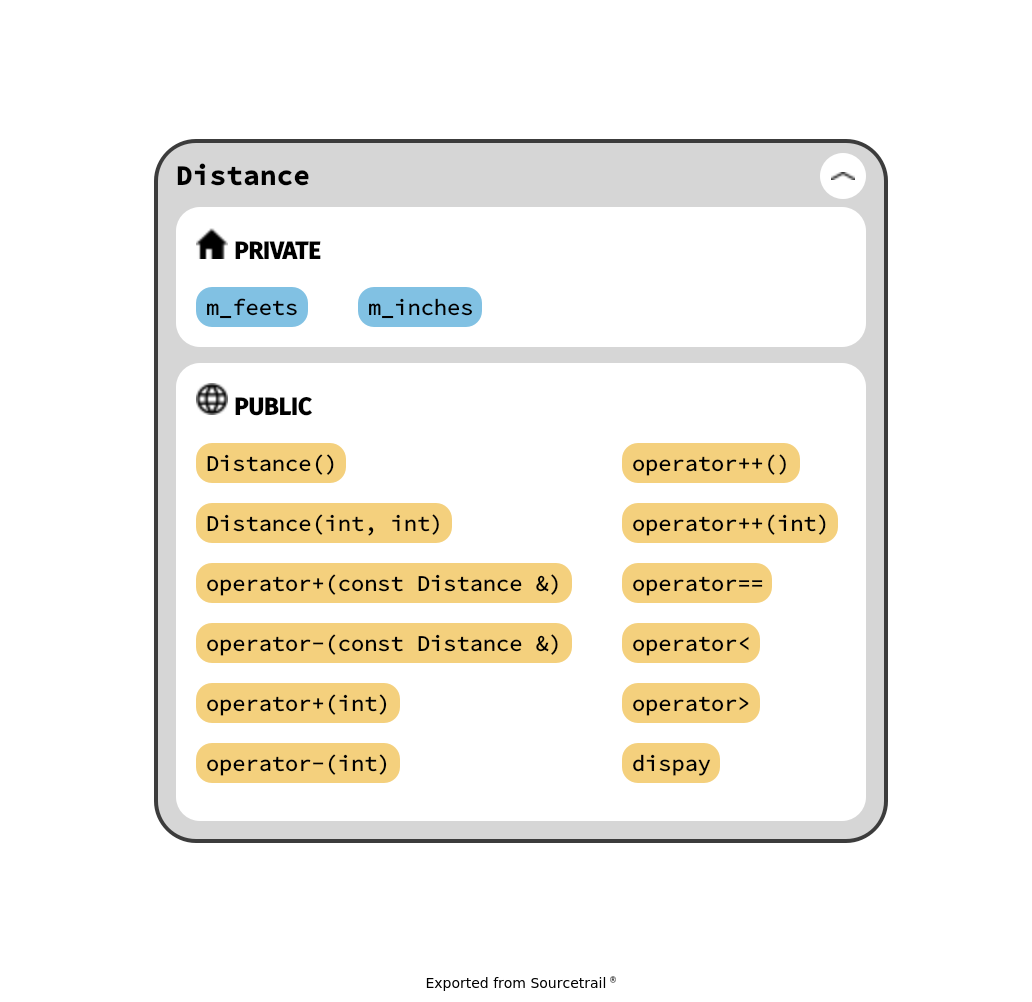 Distance
PRIVATE
m_feets
m_inches
PUBLIC
Distance()
Distance(int, int)
operator+(const Distance &)
operator-(const Distance &)
operator+(int)
operator-(int)
operator++()
operator++(int)
operator==
operator<
operator>
dispay
Exported from Sourcetrail ®